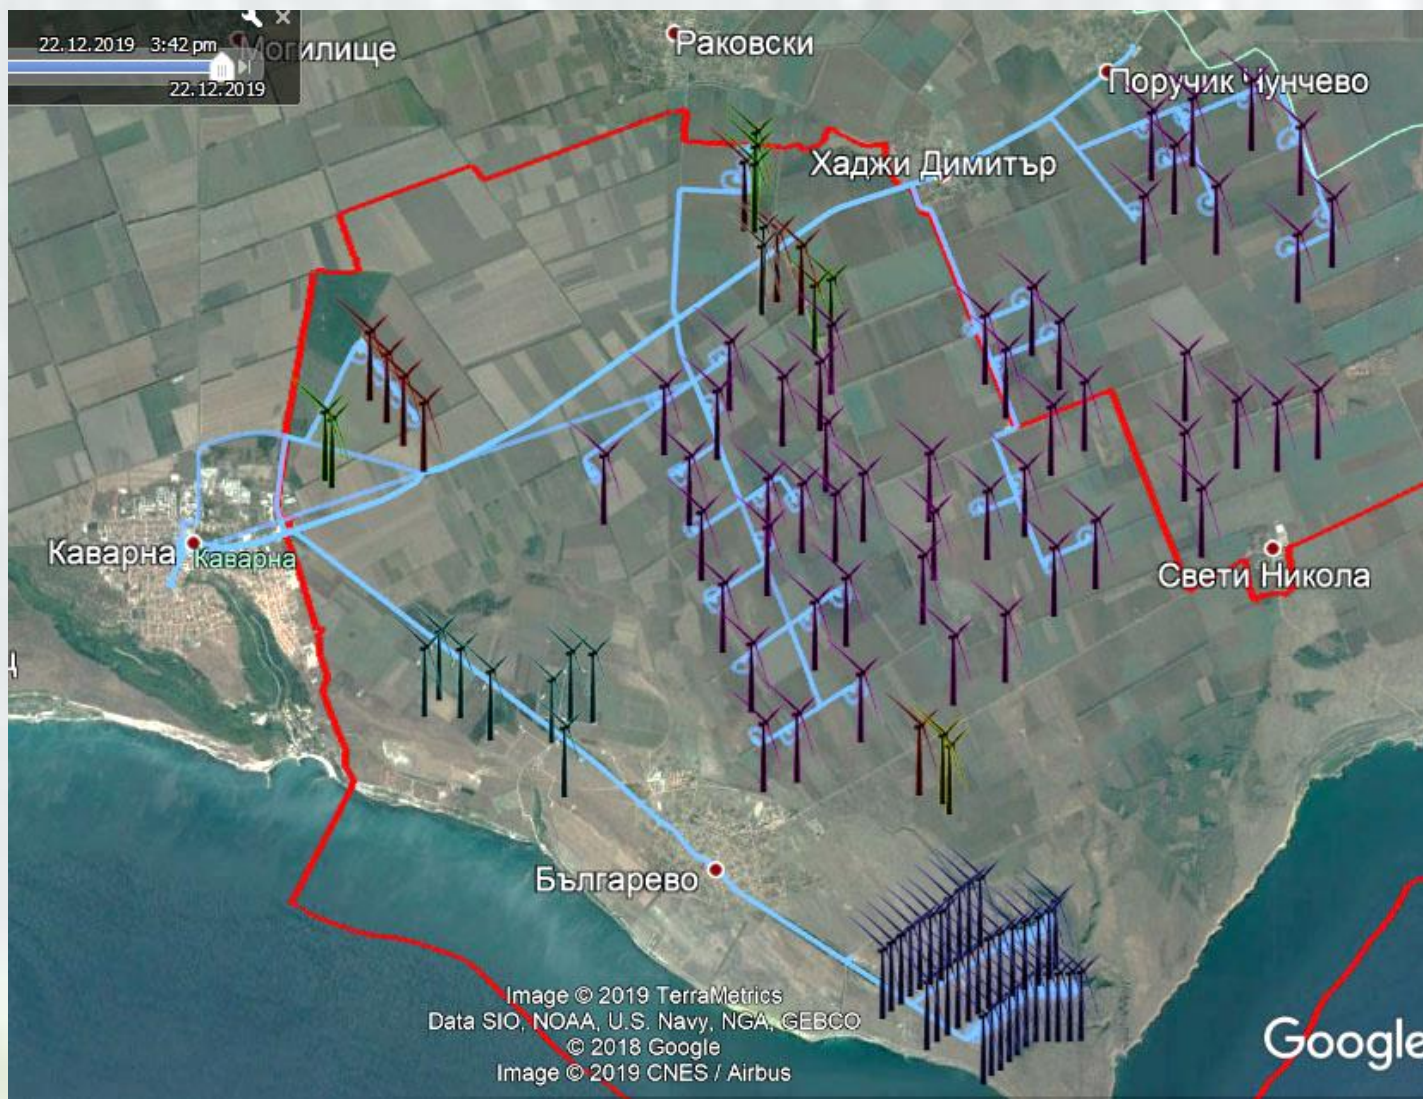 22.12.2019 3:42 pm
22.12.2019
Могилище
Раковски
Поручик Чунчево
Хаджи Димитър
Каварна
Каварна
Свети Никола
Българево
Image © 2019 TerraMetrics
Data SIO, NOAA, U.S. Navy, NGA, GEBCO
© 2018 Google
Image © 2019 CNES / Airbus
Google